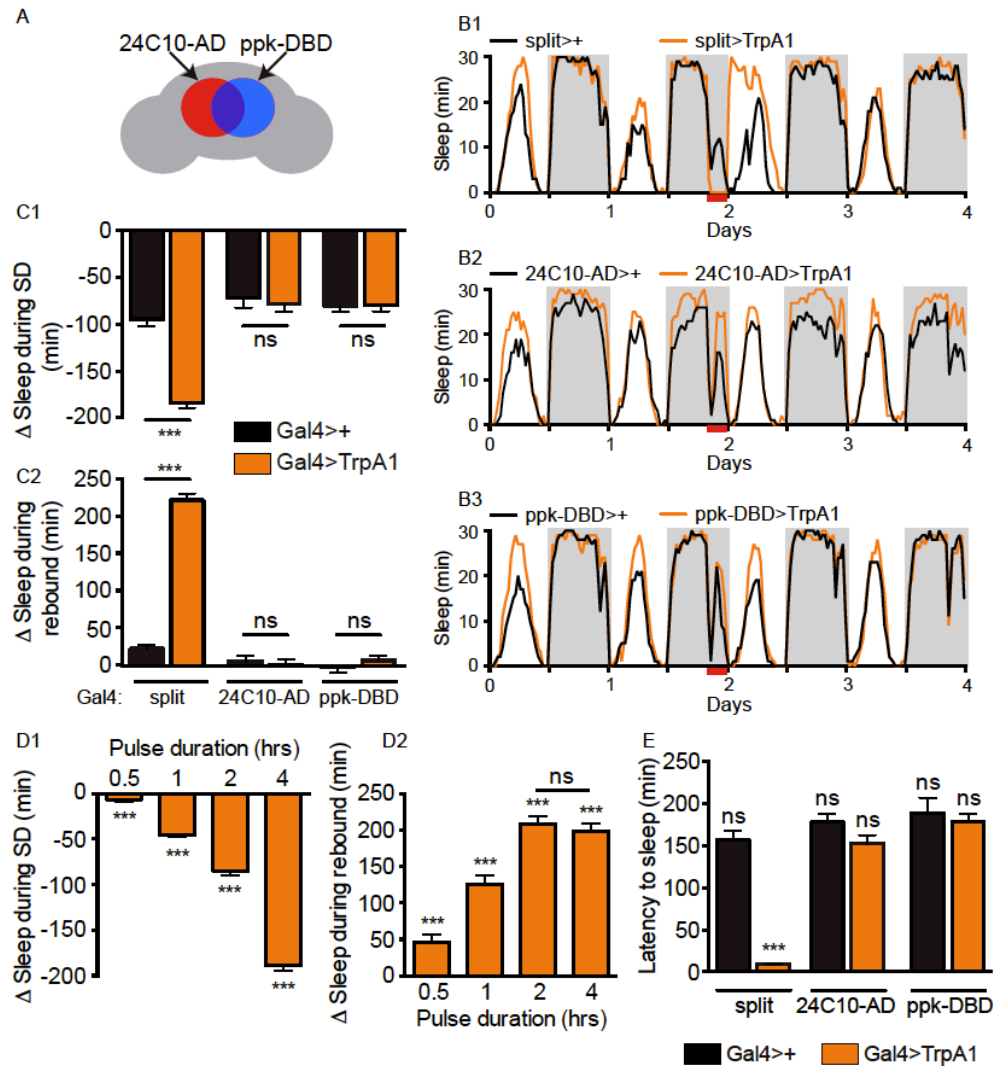 A
24C10-AD ppk-DBD
B1
split>+ split>TrpA1
Sleep (min)
30
20
10
0
0 1 2 3 4
Days
B2
24C10-AD>+ 24C10-AD>TrpA1
Sleep (min)
30
20
10
0
0 1 2 3 4
Days
B3
ppk-DBD>+ ppk-DBD>TrpA1
Sleep (min)
30
20
10
0
0 1 2 3 4
Days
C1
Δ Sleep during SD
(min)
0
-50
-100
-150
-200
*** ns ns
Gal4>+
Gal4>TrpA1
C2
Δ Sleep during
rebound (min)
250
200
150
100
50
0
*** ns ns
Gal4: split 24C10-AD ppk-DBD
D1
Pulse duration (hrs)
0.5 1 2 4
Δ Sleep during SD (min)
0
-50
-100
-150
-200
*** *** *** ***
D2
Δ Sleep during rebound (min)
250
200
150
100
50
0
ns
*** *** *** ***
0.5 1 2 4
Pulse duration (hrs)
E
Latency to sleep (min)
250
200
150
100
50
0
ns *** ns ns ns ns
split 24C10-AD ppk-DBD
Gal4>+ Gal4>TrpA1